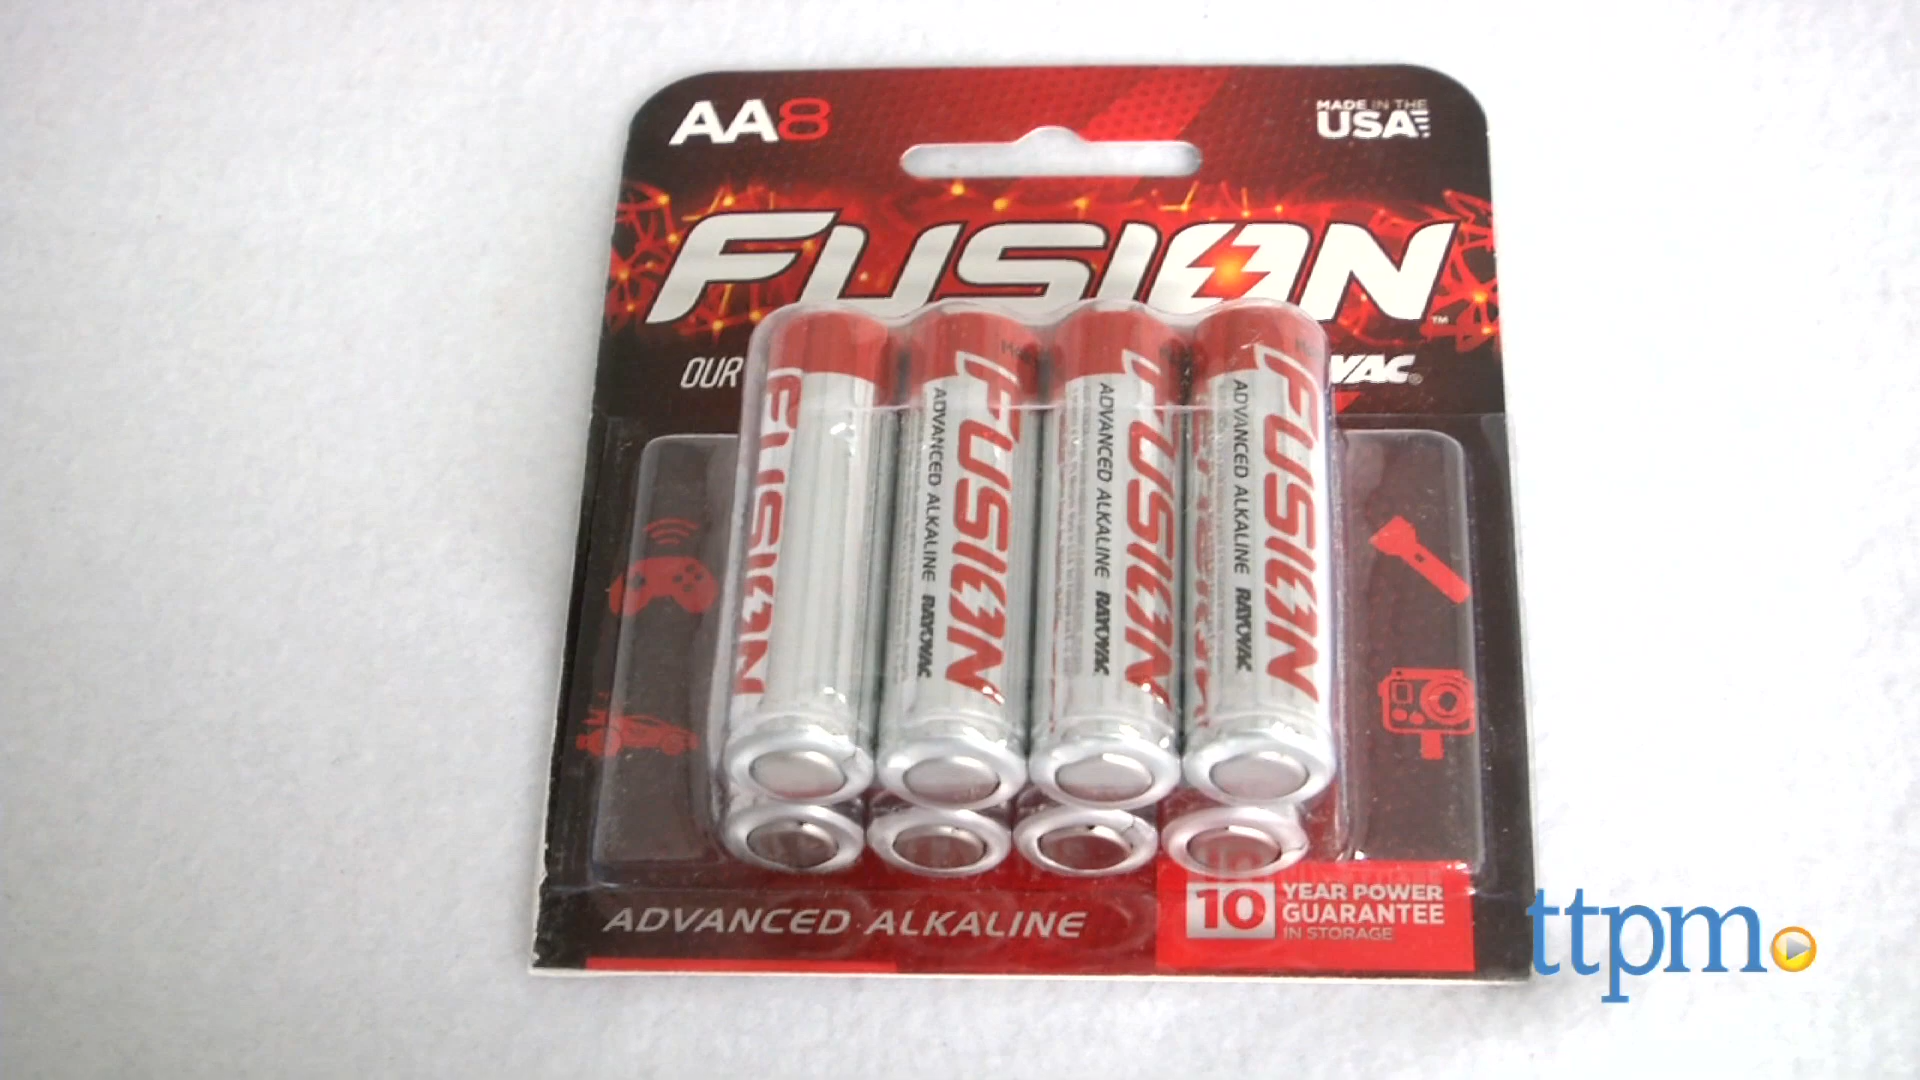 AA8
MADE IN THE
USA
FUSION™
OUR
VAC®
FUSION
FUSION
ADVANCED ALKALINE RAYOVAC
FUSION
ADVANCED ALKALINE RAYOVAC
FUSION
ADVANCED ALKALINE RAYOVAC
ADVANCED ALKALINE
10 YEAR POWER
GUARANTEE
IN STORAGE
ttpm